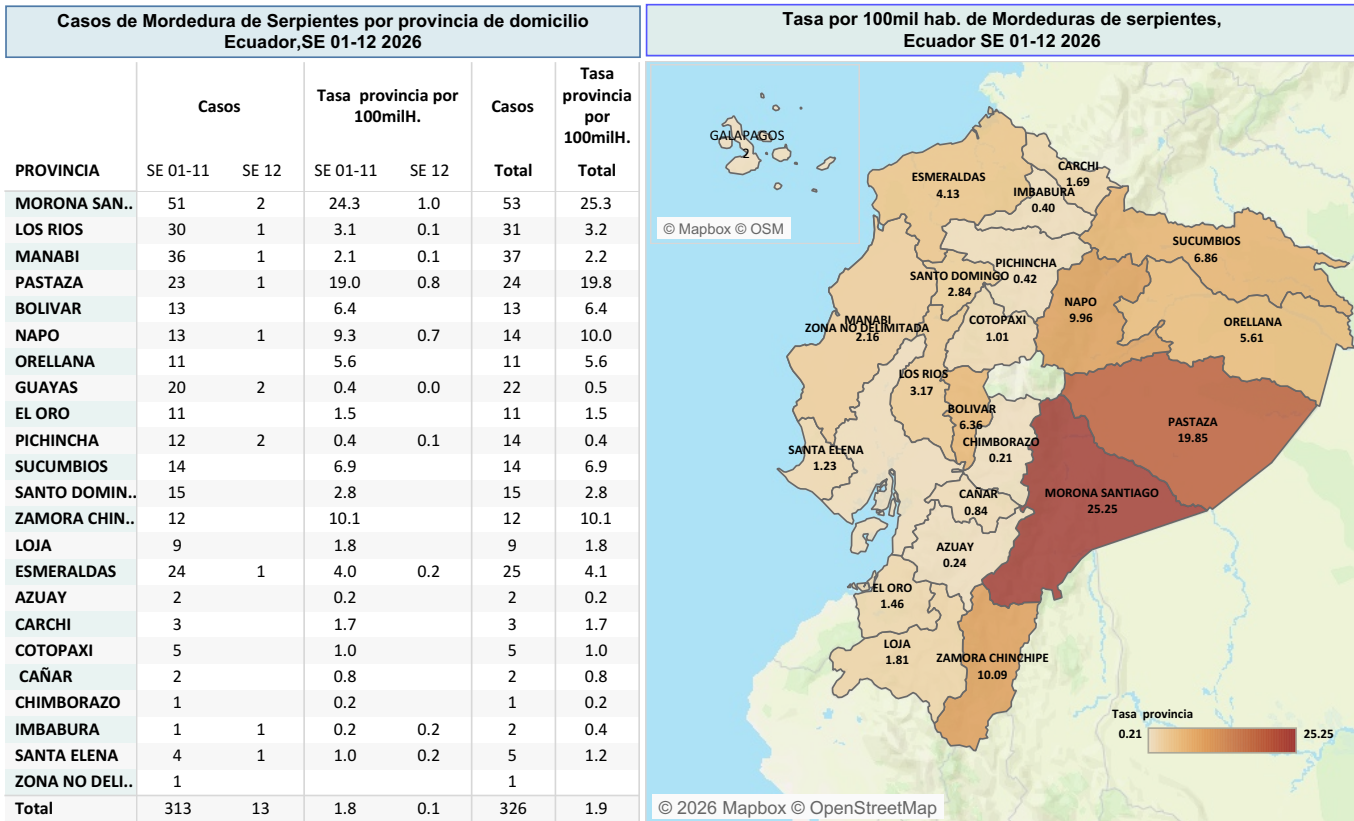 Casos de Mordedura de Serpientes por provincia de domicilio
Ecuador,SE 01-12 2026
Casos
Tasa provincia por
100milH.
Casos
Tasa
provincia
por
100milH.
PROVINCIA SE 01-11 SE 12 SE 01-11 SE 12 Total Total
MORONA SAN.. 51 2 24.3 1.0 53 25.3
LOS RIOS 30 1 3.1 0.1 31 3.2
MANABI 36 1 2.1 0.1 37 2.2
PASTAZA 23 1 19.0 0.8 24 19.8
BOLIVAR 13 6.4 13 6.4
NAPO 13 1 9.3 0.7 14 10.0
ORELLANA 11 5.6 11 5.6
GUAYAS 20 2 0.4 0.0 22 0.5
EL ORO 11 1.5 11 1.5
PICHINCHA 12 2 0.4 0.1 14 0.4
SUCUMBIOS 14 6.9 14 6.9
SANTO DOMIN.. 15 2.8 15 2.8
ZAMORA CHIN.. 12 10.1 12 10.1
LOJA 9 1.8 9 1.8
ESMERALDAS 24 1 4.0 0.2 25 4.1
AZUAY 2 0.2 2 0.2
CARCHI 3 1.7 3 1.7
COTOPAXI 5 1.0 5 1.0
CAÑAR 2 0.8 2 0.8
CHIMBORAZO 1 0.2 1 0.2
IMBABURA 1 1 0.2 0.2 2 0.4
SANTA ELENA 4 1 1.0 0.2 5 1.2
ZONA NO DELI.. 1 1
Total 313 13 1.8 0.1 326 1.9
Tasa por 100mil hab. de Mordeduras de serpientes,
Ecuador SE 01-12 2026
GALAPAGOS
2
© Mapbox © OSM
ESMERALDAS
4.13
CARCHI
1.69
IMBABURA
0.40
SUCUMBIOS
6.86
PICHINCHA
0.42
SANTO DOMINGO
2.84
NAPO
9.96
ORELLANA
5.61
MANABI
ZONA NO DELIMITADA
2.16
COTOPAXI
1.01
LOS RIOS
3.17
BOLIVAR
6.36
PASTAZA
19.85
CHIMBORAZO
0.21
SANTA ELENA
1.23
CAÑAR
0.84
MORONA SANTIAGO
25.25
AZUAY
0.24
EL ORO
1.46
LOJA
1.81
ZAMORA CHINCHIPE
10.09
Tasa provincia
0.21 25.25
© 2026 Mapbox © OpenStreetMap